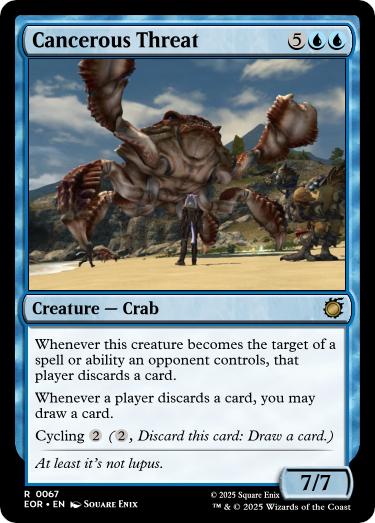 Cancerous Threat 5
Creature — Crab
Whenever this creature becomes the target of a
spell or ability an opponent controls, that
player discards a card.
Whenever a player discards a card, you may
draw a card.
Cycling 2 (2, Discard this card: Draw a card.)
At least it's not lupus.
7/7
R 0067
EOR • EN SQUARE ENIX
© 2025 Square Enix
™ & © 2025 Wizards of the Coast